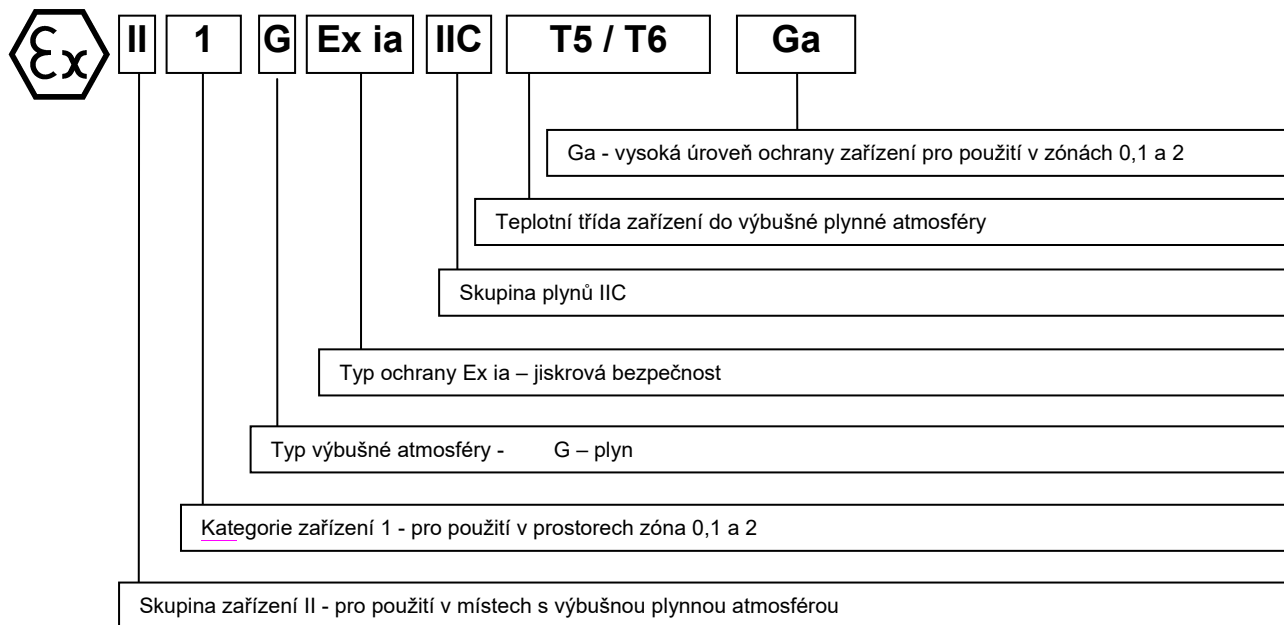 Ex II 1 G Ex ia IIC T5 / T6 Ga
Ga - vysoká úroveň ochrany zařízení pro použití v zónách 0,1 a 2
Teplotní třída zařízení do výbušné plynné atmosféry
Skupina plynů IIC
Typ ochrany Ex ia – jiskrová bezpečnost
Typ výbušné atmosféry - G – plyn
Kategorie zařízení 1 - pro použití v prostorech zóna 0,1 a 2
Skupina zařízení II - pro použití v místech s výbušnou plynnou atmosférou